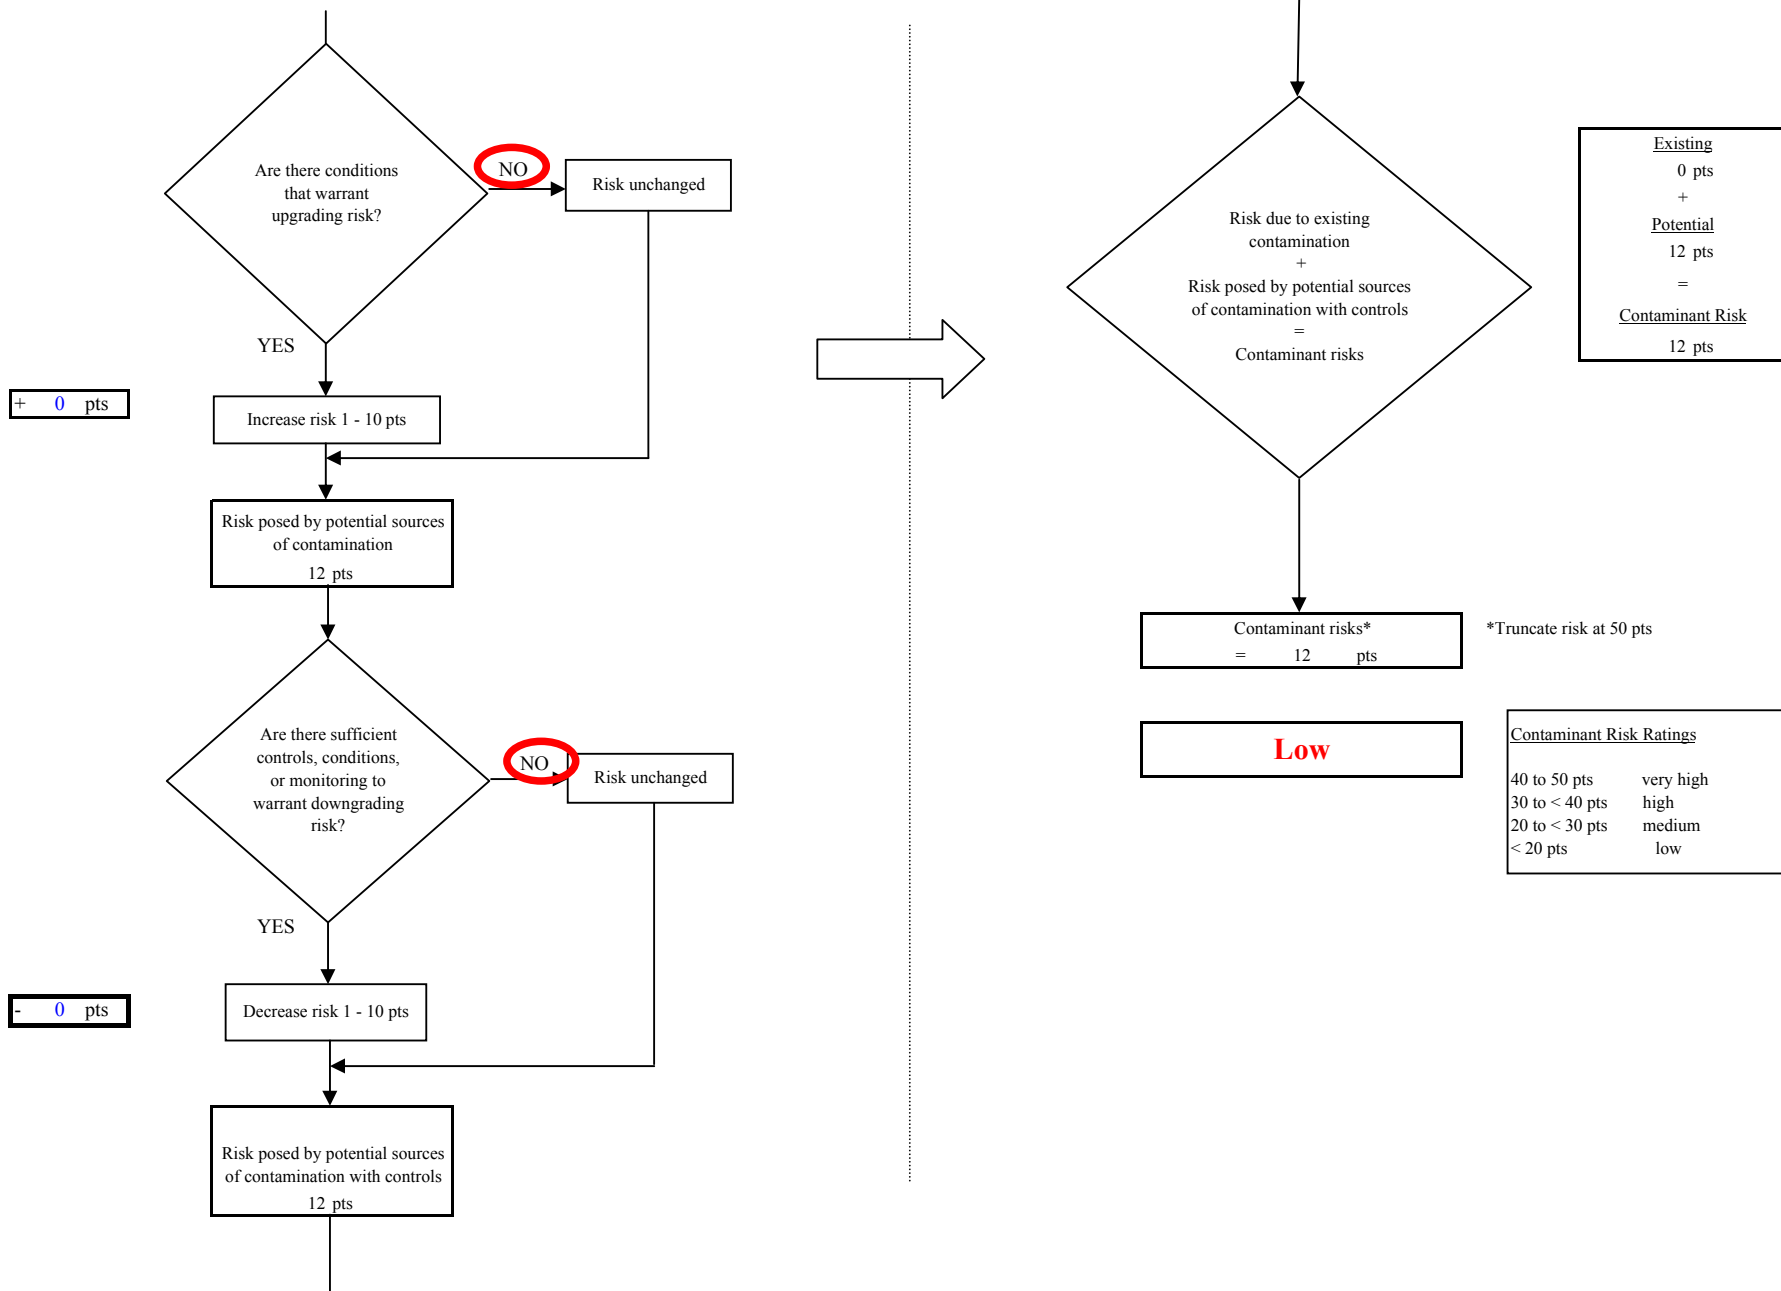 Are there conditions
that warrant
upgrading risk?
NO
Risk unchanged
YES
+ 0 pts
Increase risk 1 - 10 pts
Risk posed by potential sources
of contamination
12 pts
Are there sufficient
controls, conditions,
or monitoring to
warrant downgrading
risk?
NO
Risk unchanged
YES
- 0 pts
Decrease risk 1 - 10 pts
Risk posed by potential sources
of contamination with controls
12 pts
Risk due to existing
contamination
+
Risk posed by potential sources
of contamination with controls
=
Contaminant risks
Existing
0 pts
+
Potential
12 pts
=
Contaminant Risk
12 pts
Contaminant risks*
= 12 pts
*Truncate risk at 50 pts
Low
Contaminant Risk Ratings
40 to 50 pts very high
30 to < 40 pts high
20 to < 30 pts medium
< 20 pts low